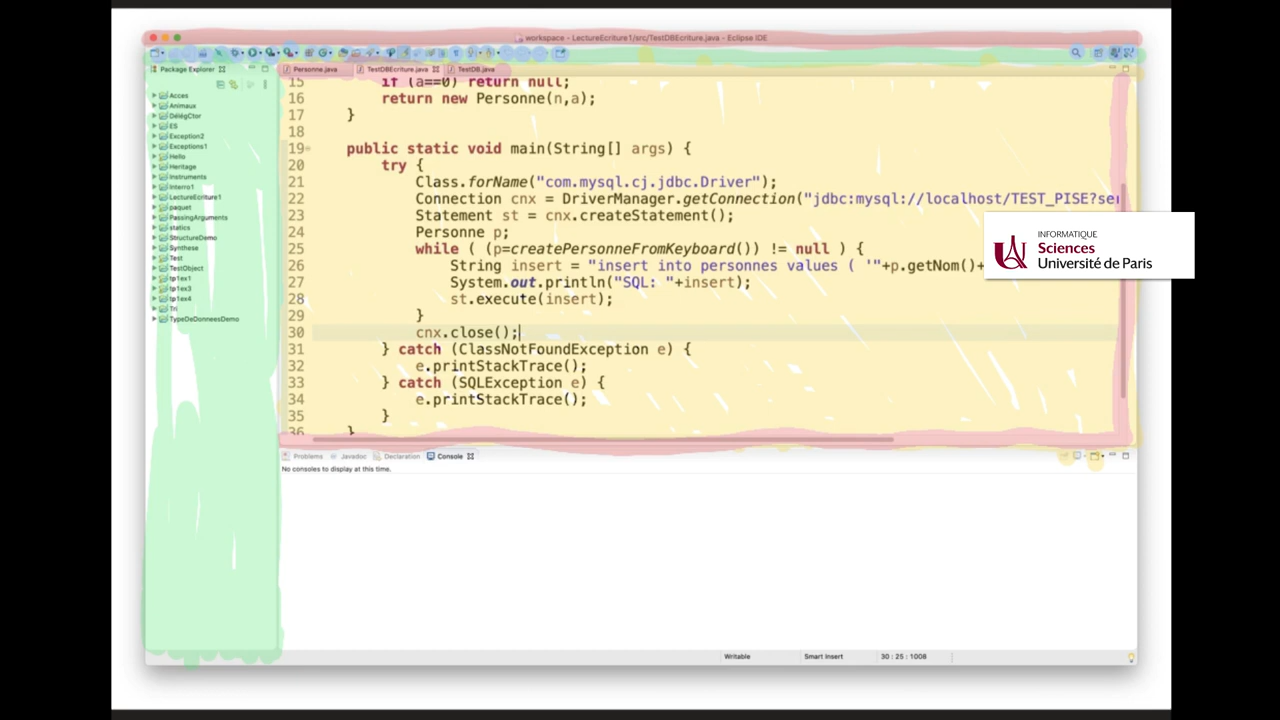 workspace - LectureEcriture1/src/TestDBEcriture.java - Eclipse IDE
Package Explorer
Personne.java
TestDBEcriture.java
TestDB.java
Acces
Animaux
DélégCtor
ES
Exception2
Exceptions1
Hello
Heritage
Instruments
Interro1
LectureEcriture1
paquet
PassingArguments
statics
StructureDemo
Synthese
Test
TestObject
tp1ex1
tp1ex3
tp1ex4
Tri
TypeDeDonneesDemo
15 if (a==0) return null;
16 return new Personne(n,a);
17 }
18
19 public static void main(String[] args) {
20 try {
21 Class.forName("com.mysql.cj.jdbc.Driver");
22 Connection cnx = DriverManager.getConnection("jdbc:mysql://localhost/TEST_PISE?ser
23 Statement st = cnx.createStatement();
24 Personne p;
25 while ( (p=createPersonneFromKeyboard()) != null ) {
26 String insert = "insert into personnes values ( '"+p.getNom()+
27 System.out.println("SQL: "+insert);
28 st.execute(insert);
29 }
30 cnx.close();
31 } catch (ClassNotFoundException e) {
32 e.printStackTrace();
33 } catch (SQLException e) {
34 e.printStackTrace();
35 }
36 }
INFORMATIQUE
Sciences
Université de Paris
Problems Javadoc Declaration Console
No consoles to display at this time.
Writable Smart Insert 30 : 25 : 1008